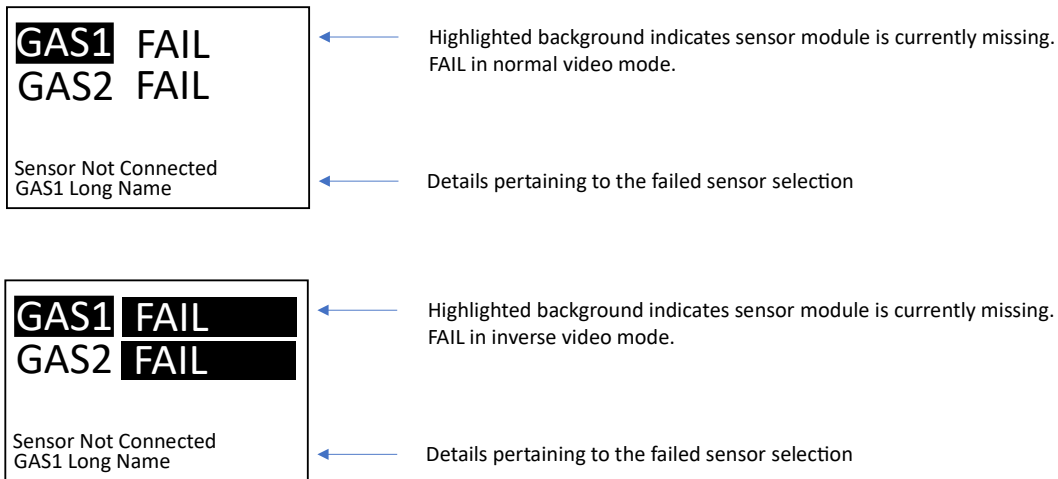 GAS1 FAIL
GAS2 FAIL
Sensor Not Connected
GAS1 Long Name
Highlighted background indicates sensor module is currently missing.
FAIL in normal video mode.
Details pertaining to the failed sensor selection
GAS1 FAIL
GAS2 FAIL
Sensor Not Connected
GAS1 Long Name
Highlighted background indicates sensor module is currently missing.
FAIL in inverse video mode.
Details pertaining to the failed sensor selection